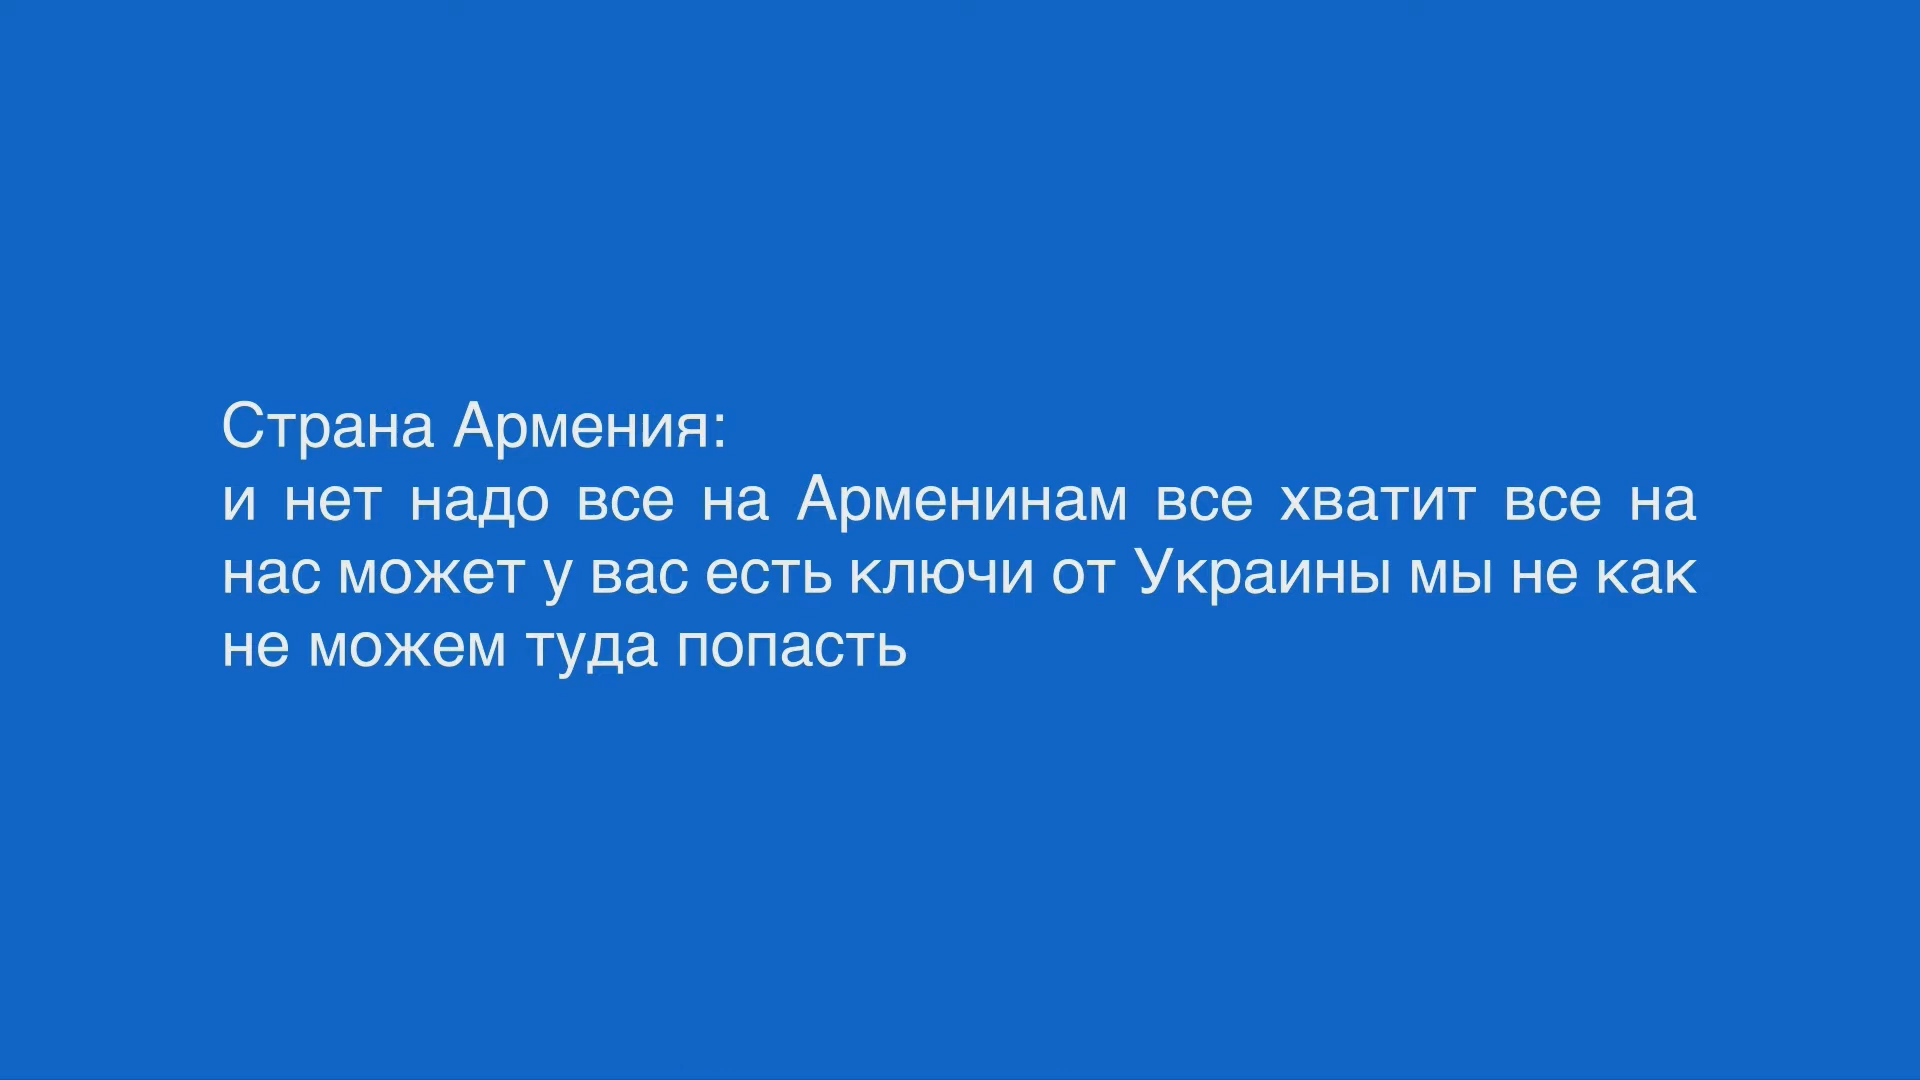 Страна Армения:
и нет надо все на Арменинам все хватит все на
нас может у вас есть ключи от Украины мы не как
не можем туда попасть